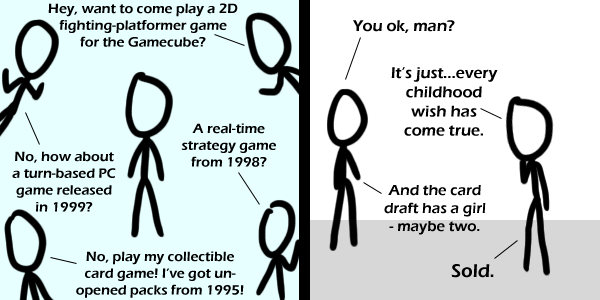 Hey, want to come play a 2D
fighting-platformer game
for the Gamecube?
A real-time
strategy game
from 1998?
No, how about
a turn-based PC
game released
in 1999?
No, play my collectible
card game! I've got un-
opened packs from 1995!
You ok, man?
It's just...every
childhood
wish has
come true.
And the card
draft has a girl
- maybe two.
Sold.